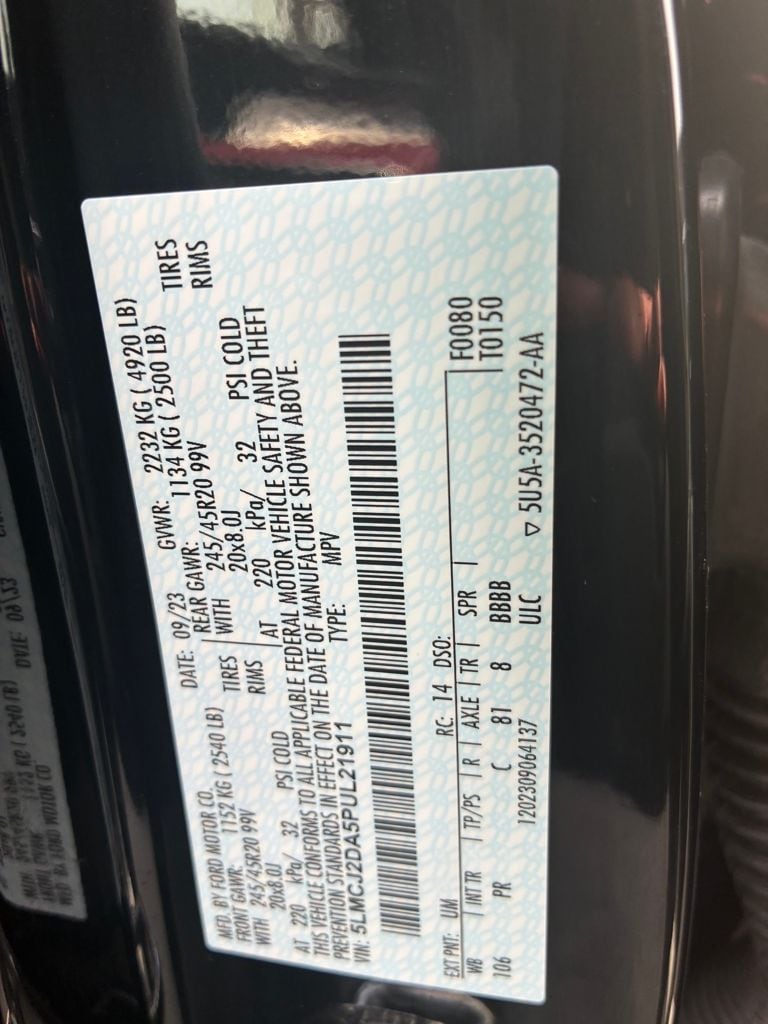 MFD. BY FORD MOTOR CO.
DATE: 09/23 GVWR: 2232 KG ( 4920 LB)
FRONT GAWR: 1152 KG ( 2540 LB)
REAR GAWR: 1134 KG ( 2500 LB)
WITH 245/45R20 99V TIRES
WITH 245/45R20 99V TIRES
20x8.0J RIMS
20x8.0J RIMS
AT 220 kPa/ 32 PSI COLD
AT 220 kPa/ 32 PSI COLD
THIS VEHICLE CONFORMS TO ALL APPLICABLE FEDERAL MOTOR VEHICLE SAFETY AND THEFT
PREVENTION STANDARDS IN EFFECT ON THE DATE OF MANUFACTURE SHOWN ABOVE.
VIN: 5LMCJ2DA5PUL21911 TYPE: MPV
F0080
EXT PNT: UM RC: 14 DSO: T0150
WB | INT TR | TP/PS | R | AXLE | TR | SPR |
106 PR C 81 8 BBBB
1202309064137 ULC ▽ 5U5A-3520472-AA